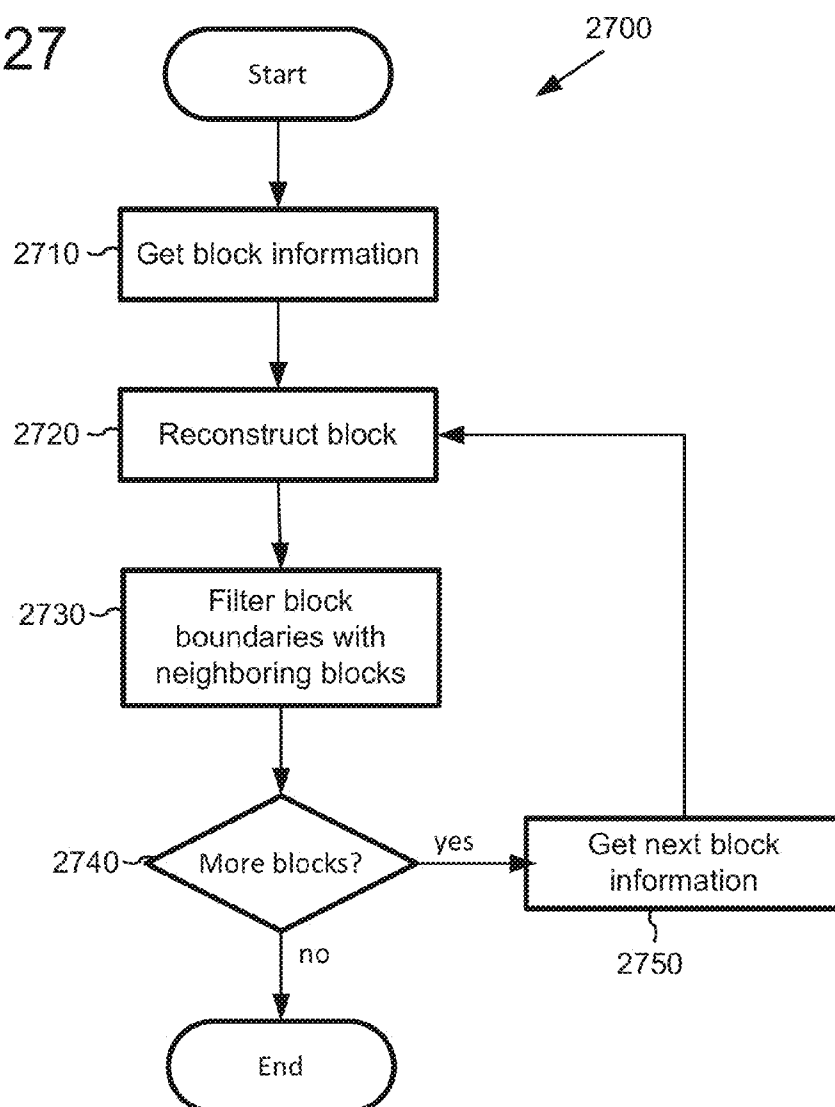 27
2700
Start
2710
Get block information
2720
Reconstruct block
2730
Filter block
boundaries with
neighboring blocks
2740
More blocks?
yes
Get next block
information
2750
no
End